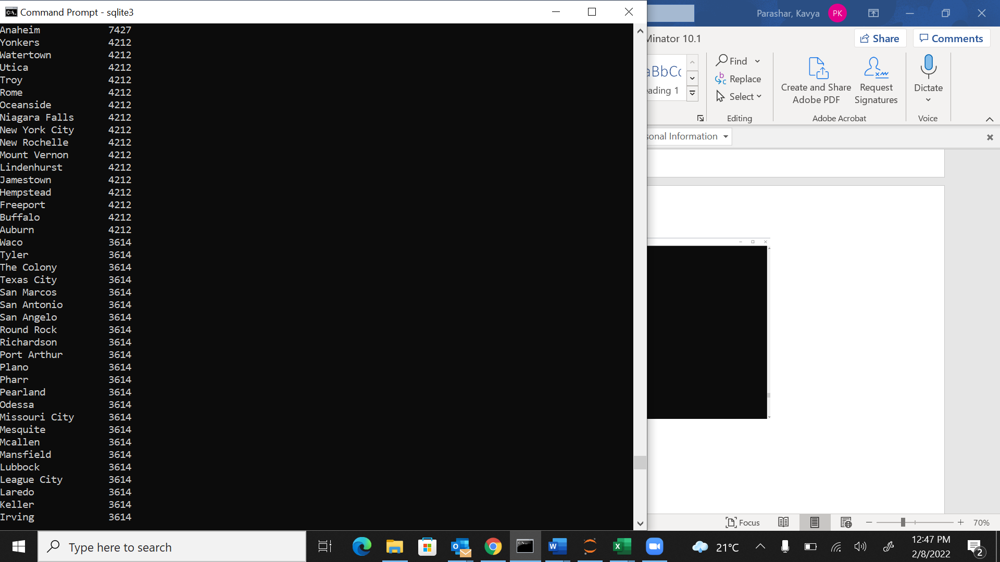 Command Prompt - sqlite3
Anaheim 7427
Yonkers 4212
Watertown 4212
Utica 4212
Troy 4212
Rome 4212
Oceanside 4212
Niagara Falls 4212
New York City 4212
New Rochelle 4212
Mount Vernon 4212
Lindenhurst 4212
Jamestown 4212
Hempstead 4212
Freeport 4212
Buffalo 4212
Auburn 4212
Waco 3614
Tyler 3614
The Colony 3614
Texas City 3614
San Marcos 3614
San Antonio 3614
San Angelo 3614
Round Rock 3614
Richardson 3614
Port Arthur 3614
Plano 3614
Pharr 3614
Pearland 3614
Odessa 3614
Missouri City 3614
Mesquite 3614
Mcallen 3614
Mansfield 3614
Lubbock 3614
League City 3614
Laredo 3614
Keller 3614
Irving 3614
Parashar, Kavya PK
Minator 10.1
Share Comments
aBbCc
eading 1
Find
Replace
Select
Editing
Create and Share
Adobe PDF
Request
Signatures
Adobe Acrobat
Dictate
Voice
sonal Information
Focus 70%
Type here to search
21°C
12:47 PM
2/8/2022
2